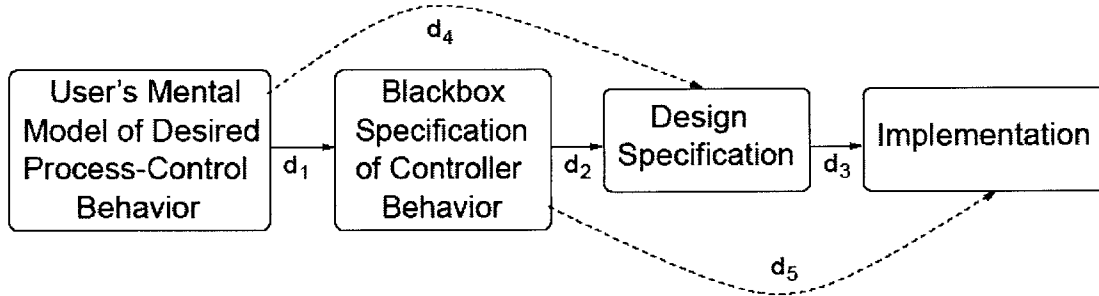 d4
User's Mental
Model of Desired
Process-Control
Behavior
d1
Blackbox
Specification
of Controller
Behavior
d2
Design
Specification
d3
Implementation
d5